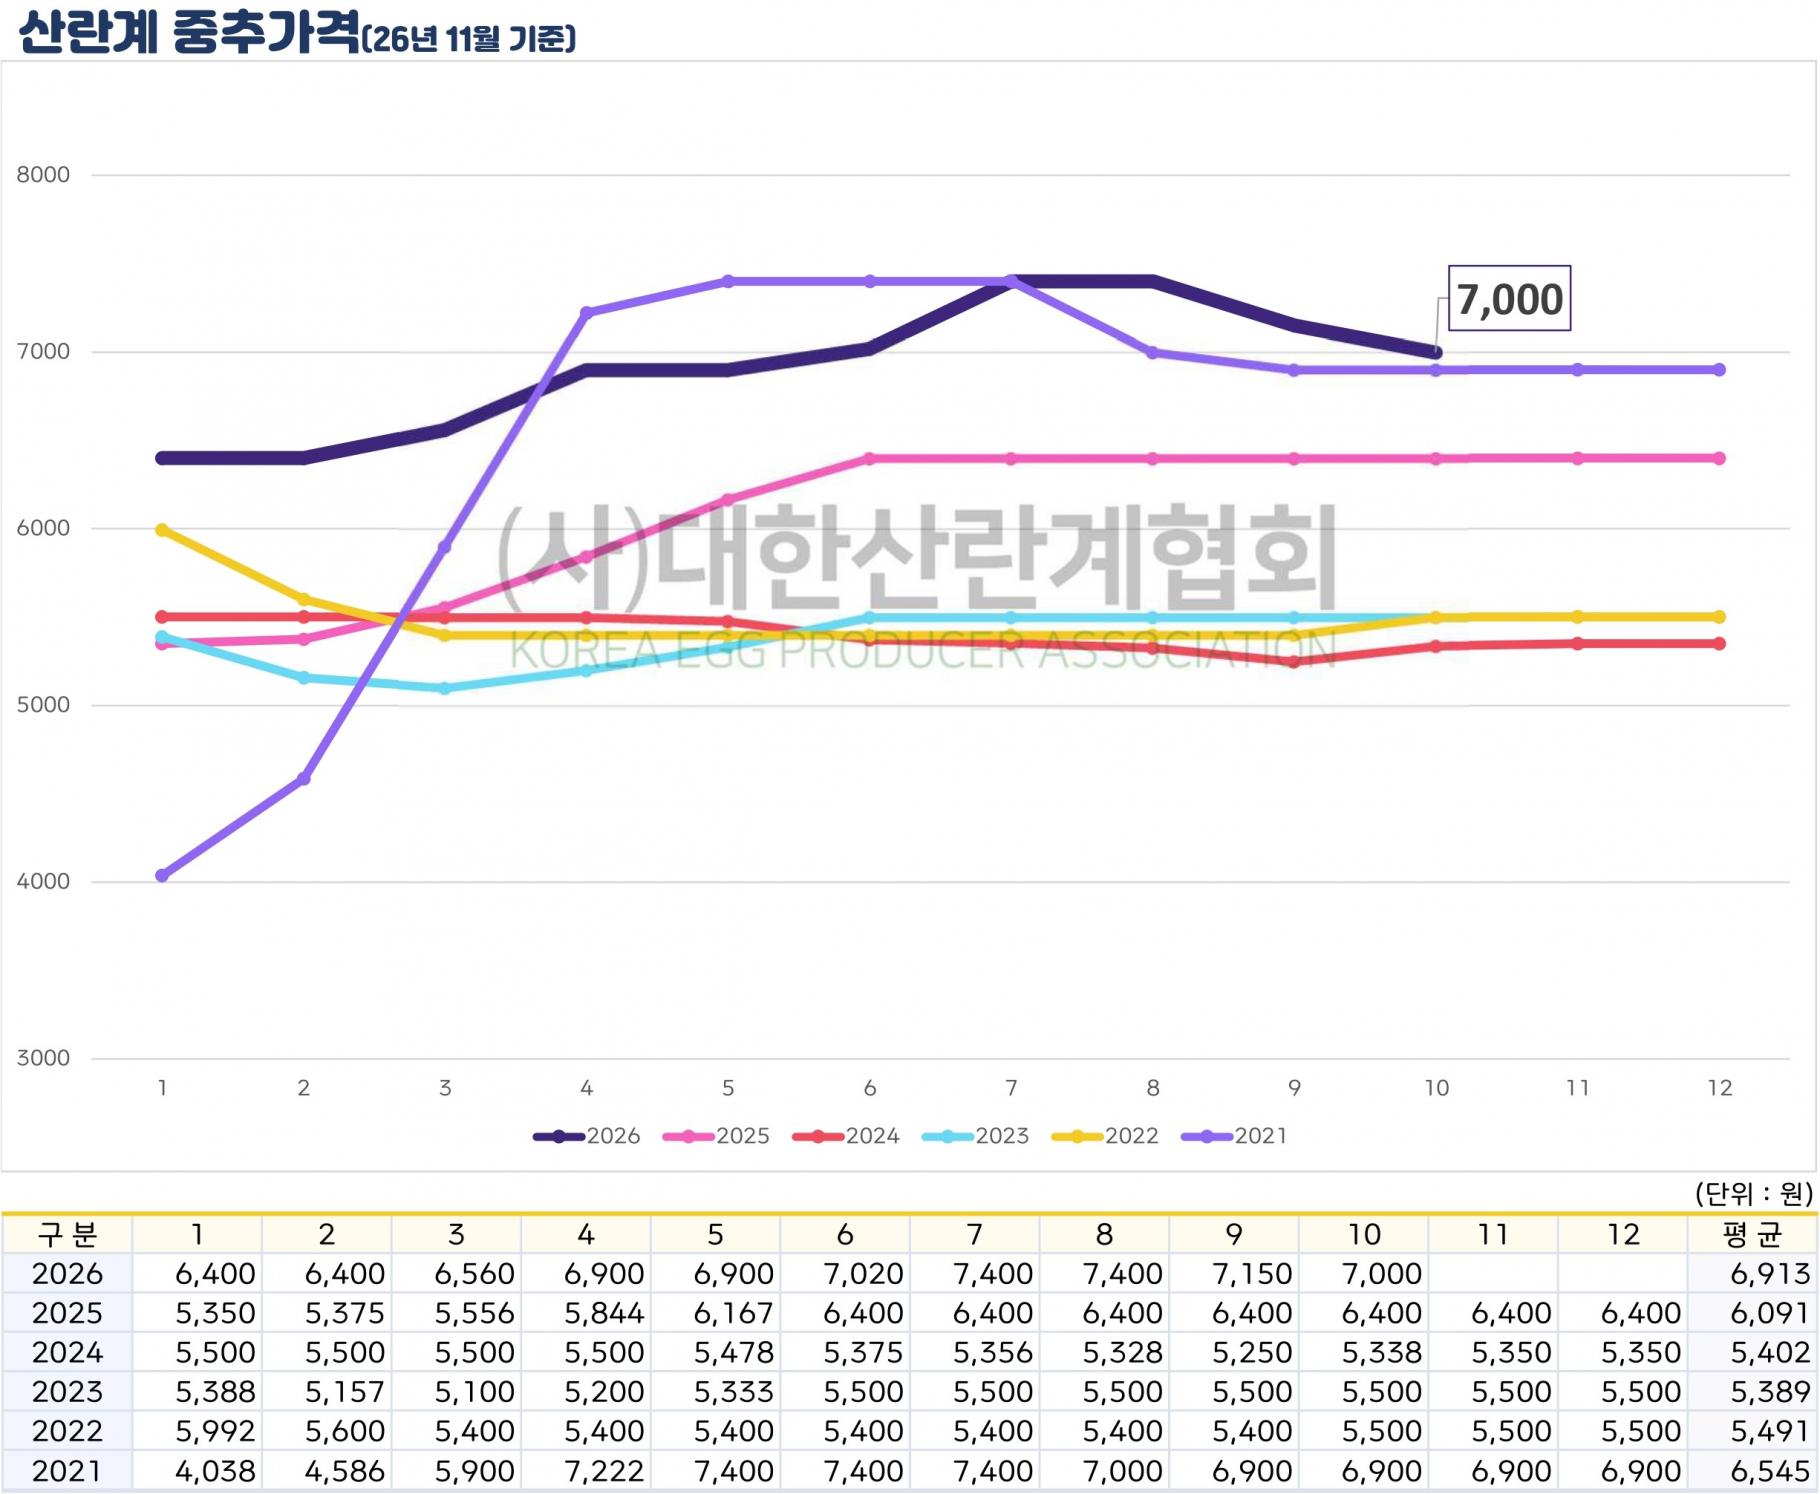 산란계 중추가격(26년 11월 기준)
8000
7000
6000
5000
4000
3000
7,000
(사)대한산란계협회
KOREA EGG PRODUCER ASSOCIATION
1 2 3 4 5 6 7 8 9 10 11 12
2026 2025 2024 2023 2022 2021
(단위 : 원)
구 분 1 2 3 4 5 6 7 8 9 10 11 12 평 균
2026 6,400 6,400 6,560 6,900 6,900 7,020 7,400 7,400 7,150 7,000 6,913
2025 5,350 5,375 5,556 5,844 6,167 6,400 6,400 6,400 6,400 6,400 6,400 6,400 6,091
2024 5,500 5,500 5,500 5,500 5,478 5,375 5,356 5,328 5,250 5,338 5,350 5,350 5,402
2023 5,388 5,157 5,100 5,200 5,333 5,500 5,500 5,500 5,500 5,500 5,500 5,500 5,389
2022 5,992 5,600 5,400 5,400 5,400 5,400 5,400 5,400 5,400 5,500 5,500 5,500 5,491
2021 4,038 4,586 5,900 7,222 7,400 7,400 7,400 7,000 6,900 6,900 6,900 6,900 6,545